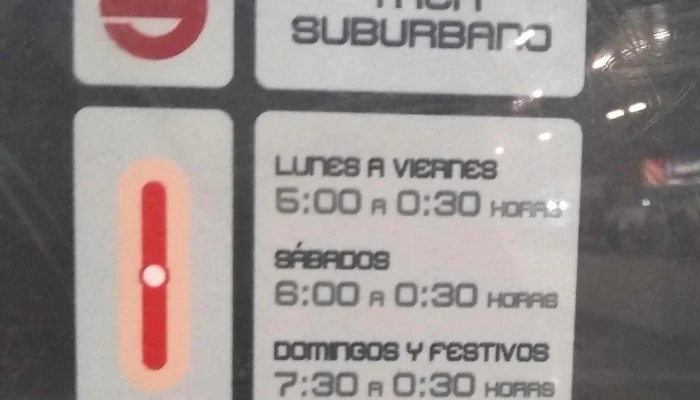 TREN
SUBURBANO
LUNES A VIERNES
5:00 A 0:30 HORAS
SÁBADOS
6:00 A 0:30 HORAS
DOMINGOS Y FESTIVOS
7:30 A 0:30 HORAS